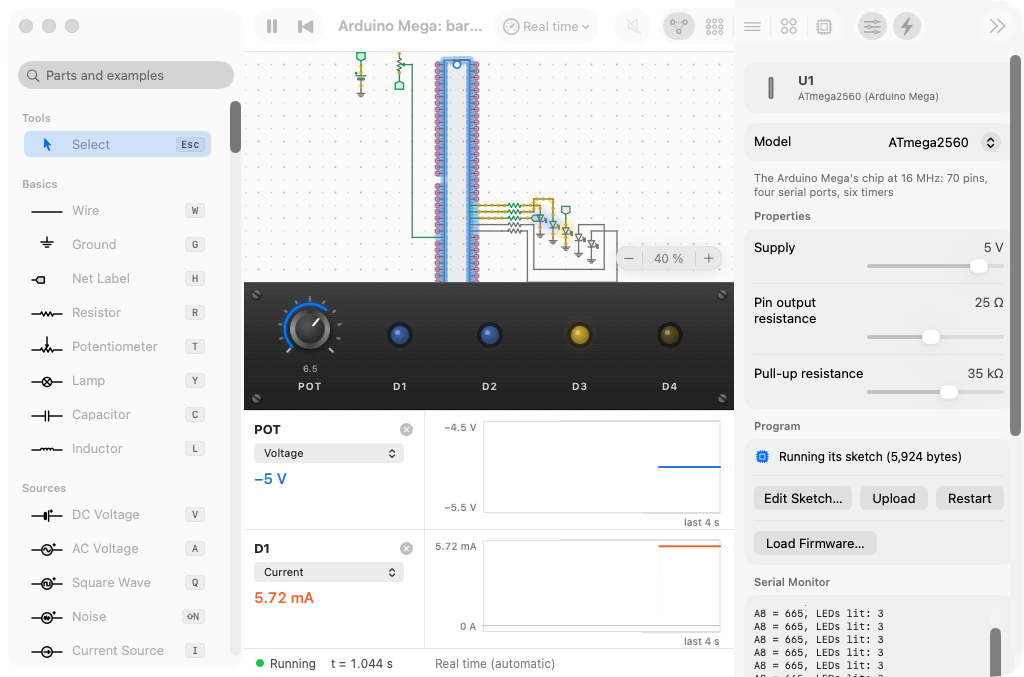 Arduino Mega: bar...
Real time
Parts and examples
Tools
Select Esc
Basics
Wire W
Ground G
Net Label H
Resistor R
Potentiometer T
Lamp Y
Capacitor C
Inductor L
Sources
DC Voltage V
AC Voltage A
Square Wave Q
Noise ⇧N
Current Source I
40 %
6.5
POT
D1
D2
D3
D4
POT
Voltage
−5 V
−4.5 V
−5.5 V
last 4 s
D1
Current
5.72 mA
5.72 mA
0 A
last 4 s
Running t = 1.044 s Real time (automatic)
U1
ATmega2560 (Arduino Mega)
Model ATmega2560
The Arduino Mega's chip at 16 MHz: 70 pins,
four serial ports, six timers
Properties
Supply 5 V
Pin output
resistance
25 Ω
Pull-up resistance 35 kΩ
Program
Running its sketch (5,924 bytes)
Edit Sketch... Upload Restart
Load Firmware...
Serial Monitor
A8 = 665, LEDs lit: 3
A8 = 665, LEDs lit: 3
A8 = 665, LEDs lit: 3
A8 = 665, LEDs lit: 3
A8 = 665, LEDs lit: 3
A8 = 665, LEDs lit: 3